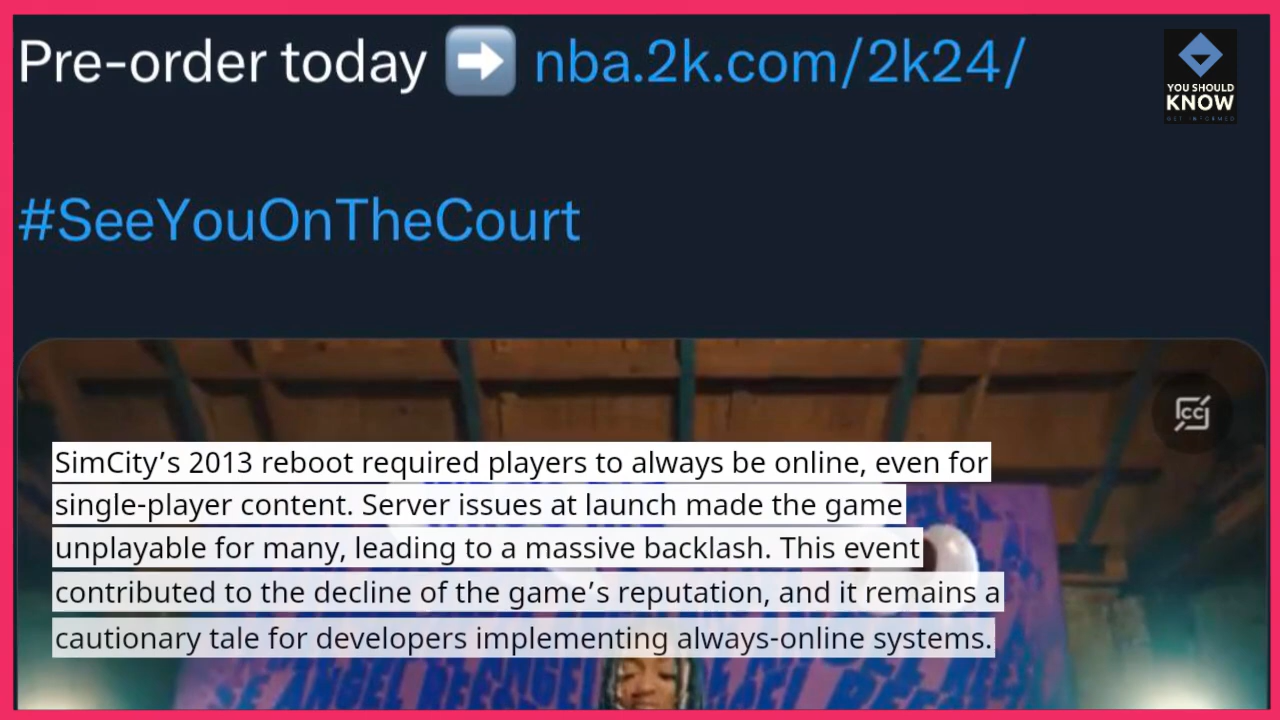 Pre-order today ➡ nba.2k.com/2k24/
YOU SHOULD
KNOW
GET INFORMED
#SeeYouOnTheCourt
CC
SimCity’s 2013 reboot required players to always be online, even for
single-player content. Server issues at launch made the game
unplayable for many, leading to a massive backlash. This event
contributed to the decline of the game’s reputation, and it remains a
cautionary tale for developers implementing always-online systems.